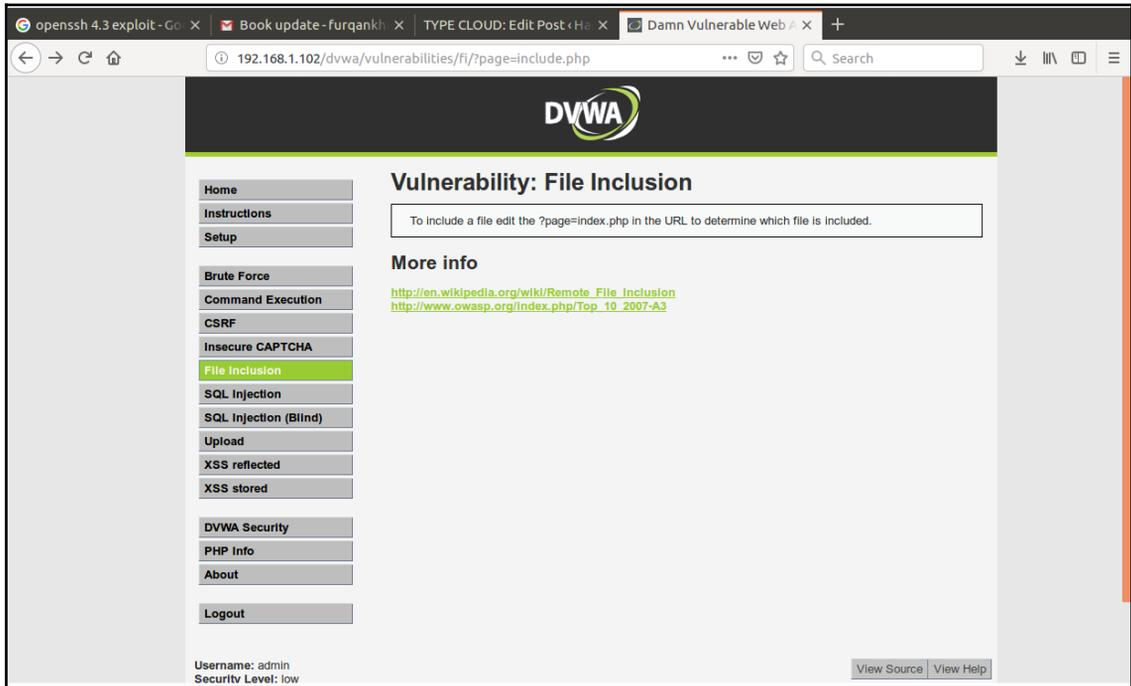 openssh 4.3 exploit - Go
Book update - furqankh
TYPE CLOUD: Edit Post ‹ Ha
Damn Vulnerable Web A
192.168.1.102/dvwa/vulnerabilities/fi/?page=include.php
Search
DVWA
Home
Instructions
Setup
Brute Force
Command Execution
CSRF
Insecure CAPTCHA
File Inclusion
SQL Injection
SQL Injection (Blind)
Upload
XSS reflected
XSS stored
DVWA Security
PHP Info
About
Logout
Vulnerability: File Inclusion
To include a file edit the ?page=index.php in the URL to determine which file is included.
More info
http://en.wikipedia.org/wiki/Remote_File_Inclusion
http://www.owasp.org/index.php/Top_10_2007-A3
Username: admin
Security Level: low
View Source View Help